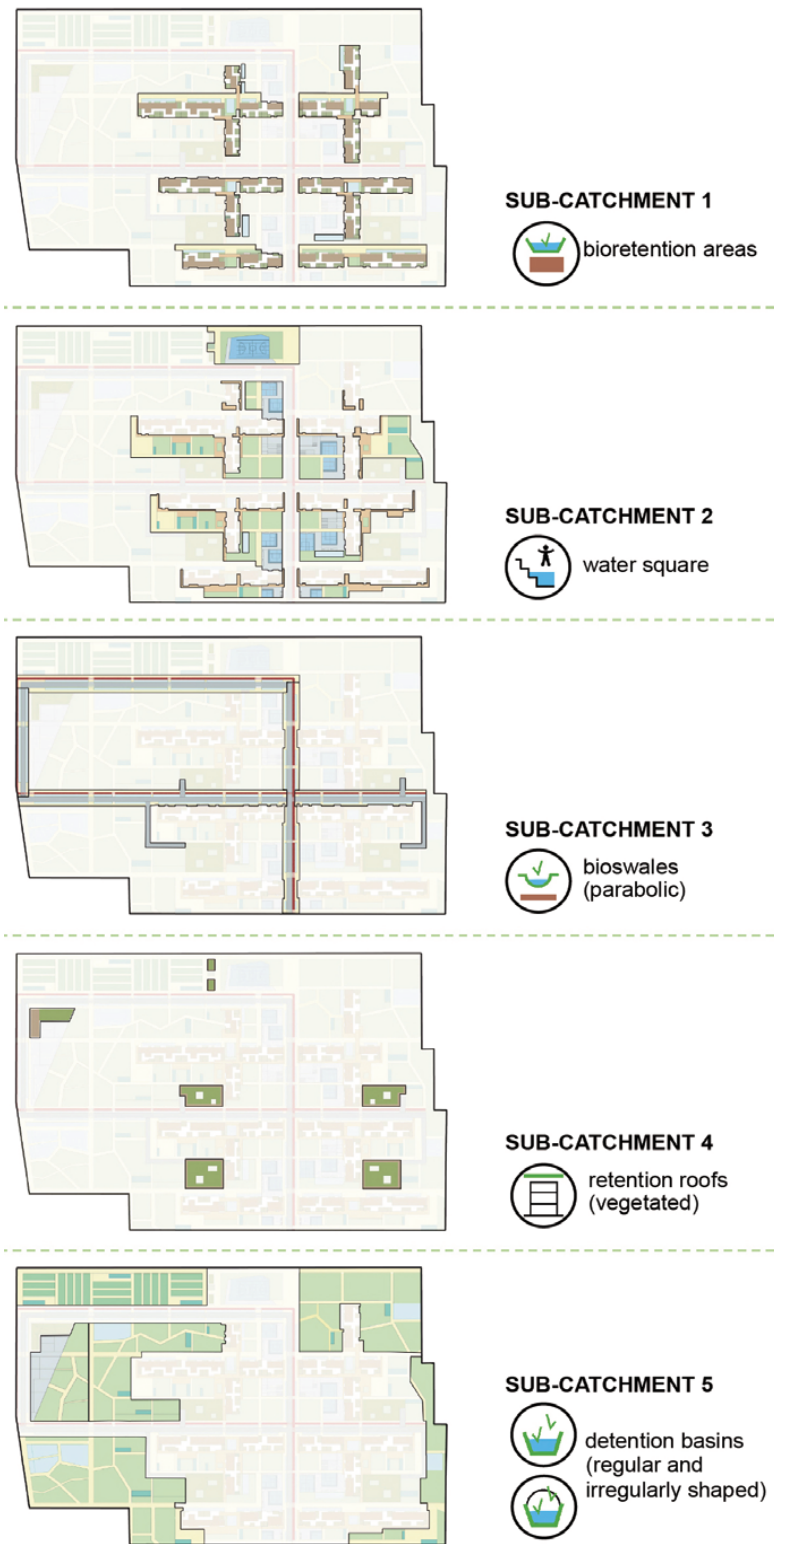 SUB-CATCHMENT 1
bioretention areas
SUB-CATCHMENT 2
water square
SUB-CATCHMENT 3
bioswales
(parabolic)
SUB-CATCHMENT 4
retention roofs
(vegetated)
SUB-CATCHMENT 5
detention basins
(regular and
irregularly shaped)